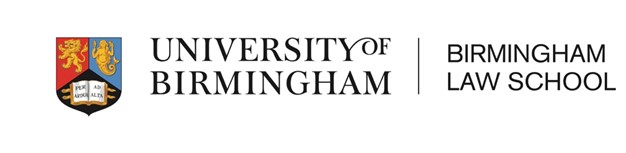 UNIVERSITY OF
BIRMINGHAM
BIRMINGHAM
LAW SCHOOL
PER AD
ARDUA ALTA